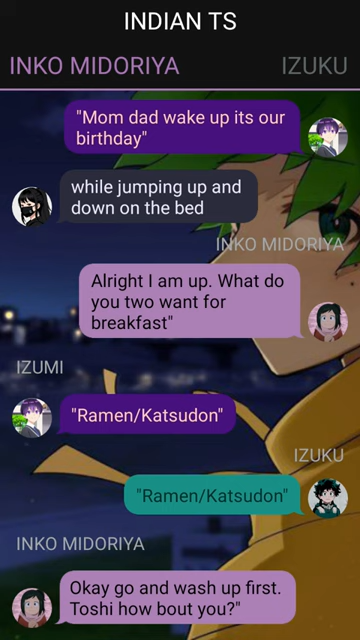 INDIAN TS
INKO MIDORIYA
IZUKU
"Mom dad wake up its our
birthday"
while jumping up and
down on the bed
INKO MIDORIYA
Alright I am up. What do
you two want for
breakfast"
IZUMI
"Ramen/Katsudon"
IZUKU
"Ramen/Katsudon"
INKO MIDORIYA
Okay go and wash up first.
Toshi how bout you?"